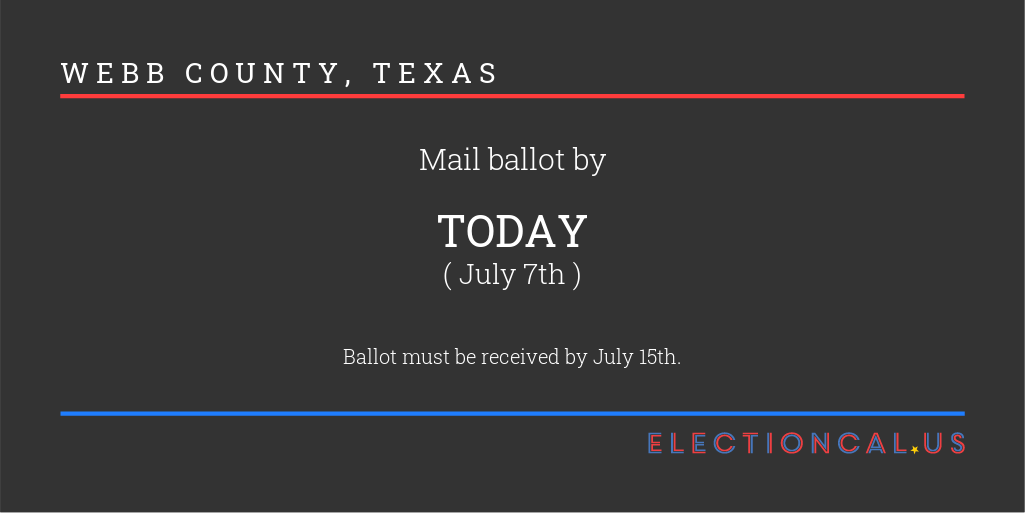 WEBB COUNTY, TEXAS
Mail ballot by
TODAY
( July 7th )
Ballot must be received by July 15th.
ELECTIONCAL.US